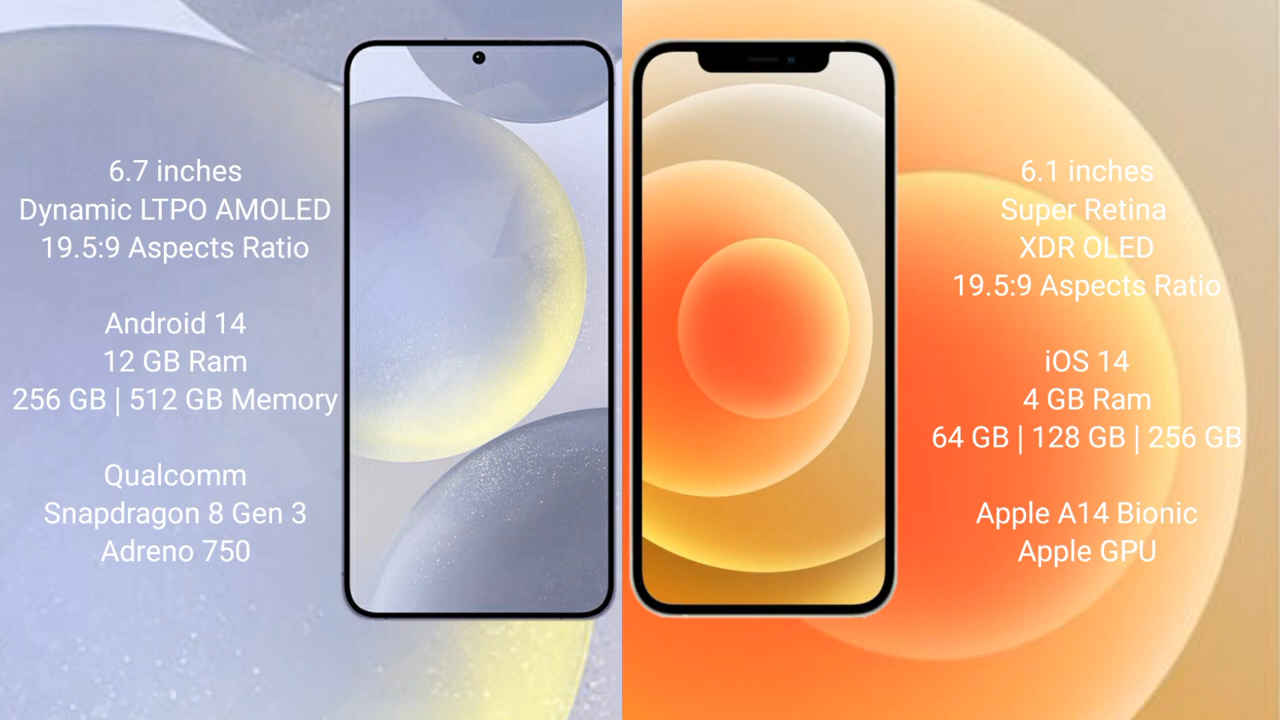 6.7 inches
Dynamic LTPO AMOLED
19.5:9 Aspects Ratio
Android 14
12 GB Ram
256 GB | 512 GB Memory
Qualcomm
Snapdragon 8 Gen 3
Adreno 750
6.1 inches
Super Retina
XDR OLED
19.5:9 Aspects Ratio
iOS 14
4 GB Ram
64 GB | 128 GB | 256 GB
Apple A14 Bionic
Apple GPU